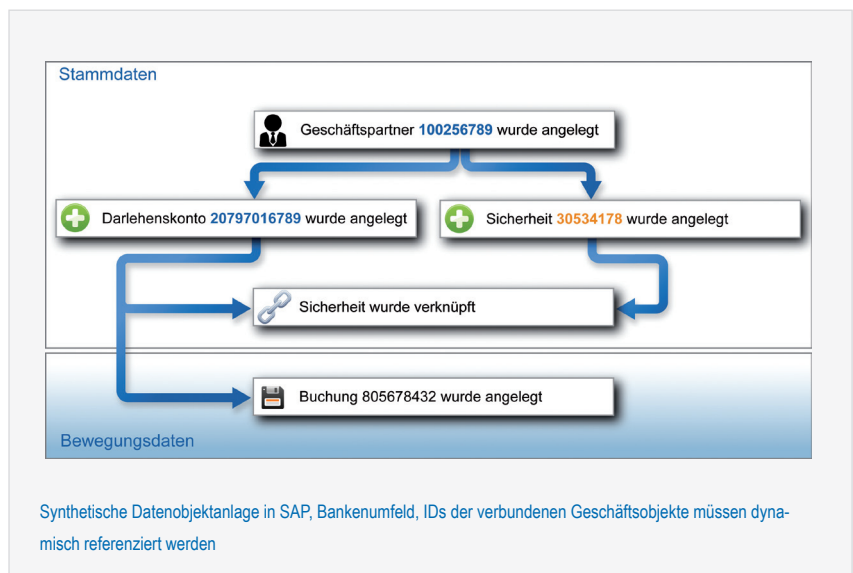 Stammdaten
Geschäftspartner 100256789 wurde angelegt
Darlehenskonto 20797016789 wurde angelegt
Sicherheit 30534178 wurde angelegt
Sicherheit wurde verknüpft
Buchung 805678432 wurde angelegt
Bewegungsdaten
Synthetische Datenobjektanlage in SAP, Bankenumfeld, IDs der verbundenen Geschäftsobjekte müssen dyna-
misch referenziert werden